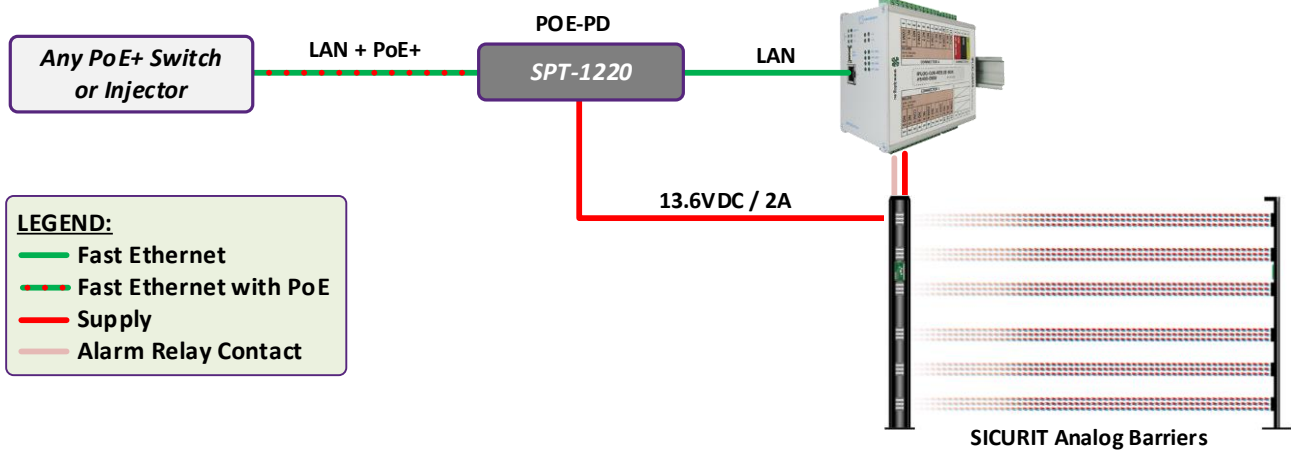 POE-PD
Any PoE+ Switch
or Injector
LAN + PoE+
SPT-1220
LAN
13.6VDC / 2A
LEGEND:
Fast Ethernet
Fast Ethernet with PoE
Supply
Alarm Relay Contact
SICURIT Analog Barriers